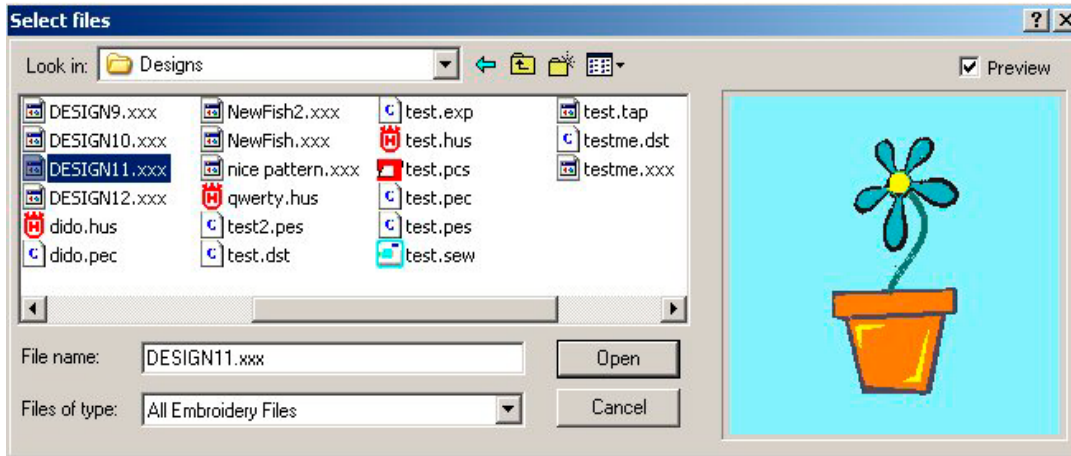 Select files
Look in: Designs
Preview
DESIGN9.xxx
DESIGN10.xxx
DESIGN11.xxx
DESIGN12.xxx
dido.hus
dido.pec
NewFish2.xxx
NewFish.xxx
nice pattern.xxx
qwerty.hus
test2.pes
test.dst
test.exp
test.hus
test.pcs
test.pec
test.pes
test.sew
test.tap
testme.dst
testme.xxx
File name: DESIGN11.xxx
Open
Files of type: All Embroidery Files
Cancel